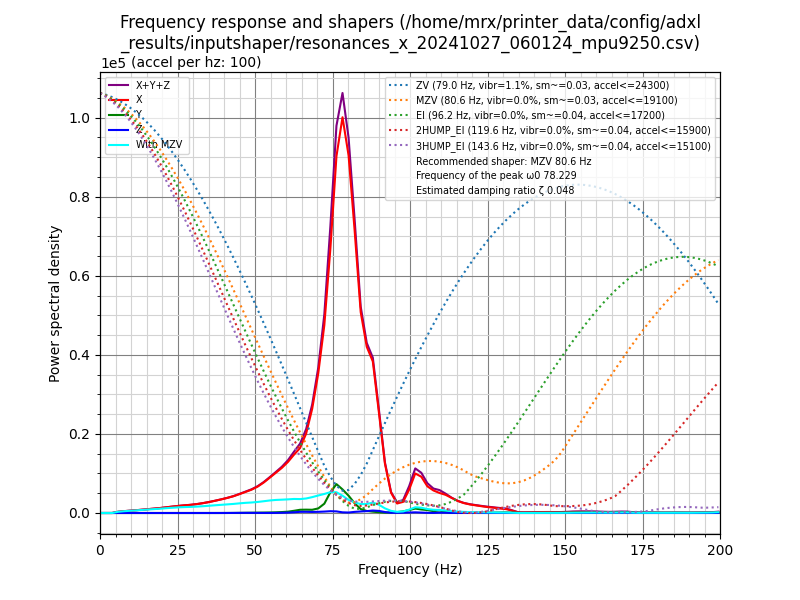 Frequency response and shapers (/home/mrx/printer_data/config/adxl
_results/inputshaper/resonances_x_20241027_060124_mpu9250.csv)
1e5 (accel per hz: 100)
X+Y+Z
X
Y
Z
With MZV
ZV (79.0 Hz, vibr=1.1%, sm~=0.03, accel<=24300)
MZV (80.6 Hz, vibr=0.0%, sm~=0.03, accel<=19100)
EI (96.2 Hz, vibr=0.0%, sm~=0.04, accel<=17200)
2HUMP_EI (119.6 Hz, vibr=0.0%, sm~=0.04, accel<=15900)
3HUMP_EI (143.6 Hz, vibr=0.0%, sm~=0.04, accel<=15100)
Recommended shaper: MZV 80.6 Hz
Frequency of the peak ω0 78.229
Estimated damping ratio ζ 0.048
Power spectral density
1.0
0.8
0.6
0.4
0.2
0.0
0 25 50 75 100 125 150 175 200
Frequency (Hz)